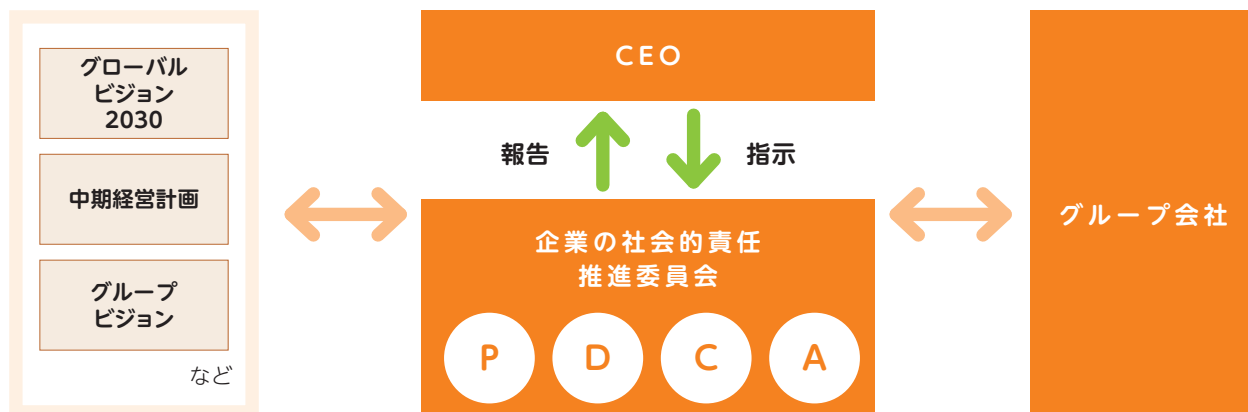 グローバル
ビジョン
2030
中期経営計画
グループ
ビジョン
など
CEO
報告
指示
企業の社会的責任
推進委員会
P D C A
グループ会社